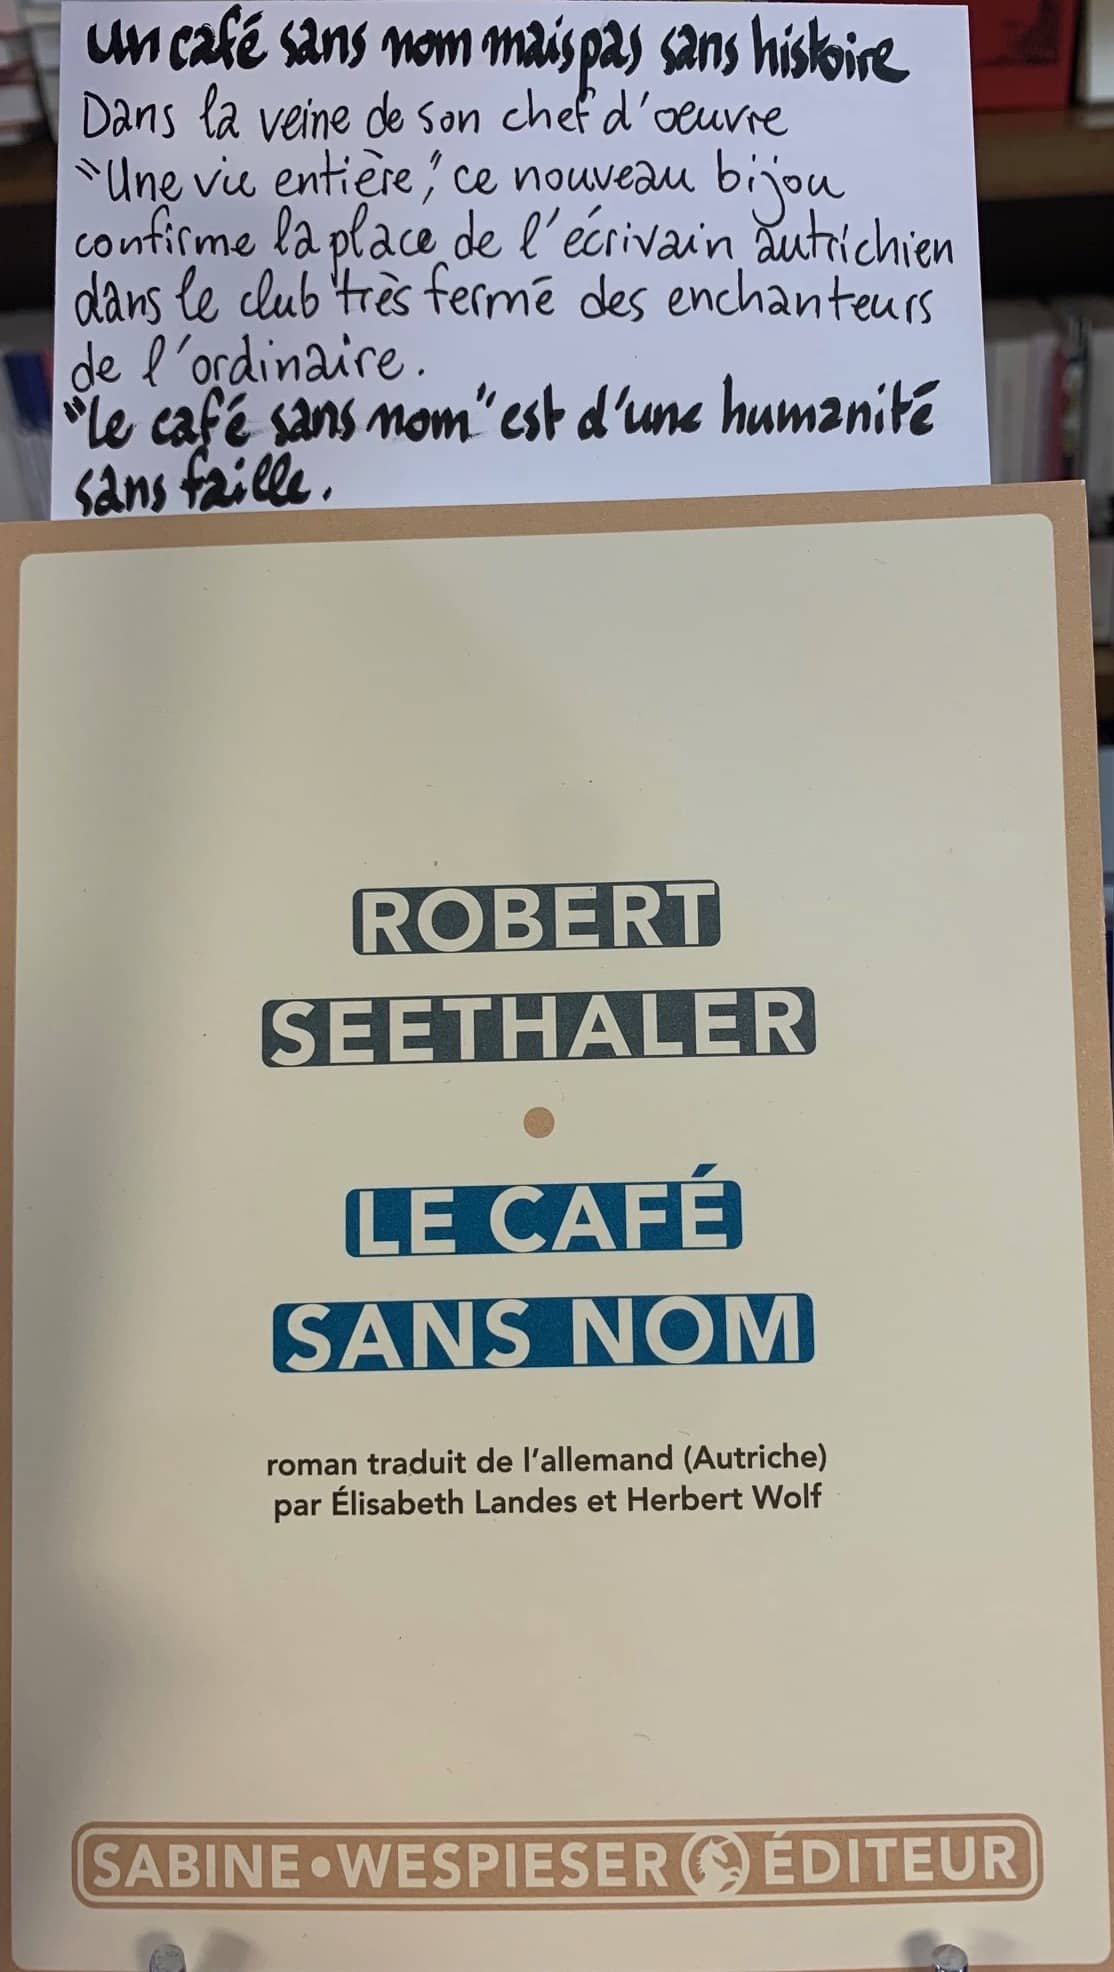 un café sans nom mais pas sans histoire
Dans la veine de son chef d'oeuvre
"Une vie entière", ce nouveau bijou
confirme la place de l'écrivain autrichien
dans le club très fermé des enchanteurs
de l'ordinaire.
"Le café sans nom" est d'une humanité
sans faille.
ROBERT
SEETHALER
LE CAFÉ
SANS NOM
roman traduit de l'allemand (Autriche)
par Élisabeth Landes et Herbert Wolf
SABINE • WESPIESER ÉDITEUR